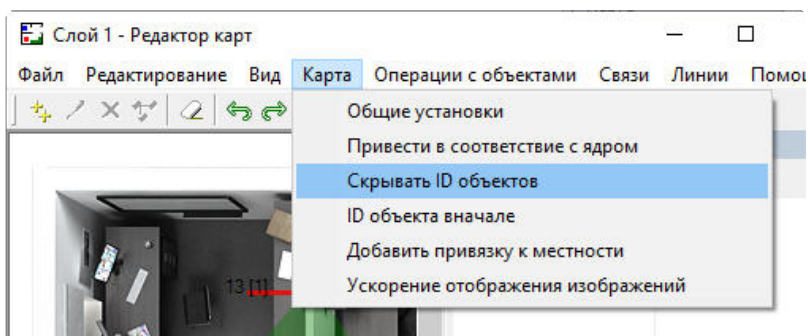 Слой 1 - Редактор карт
Файл Редактирование Вид Карта Операции с объектами Связи Линии
Общие установки
Привести в соответствие с ядром
Скрывать ID объектов
ID объекта вначале
Добавить привязку к местности
Ускорение отображения изображений
13 [1]